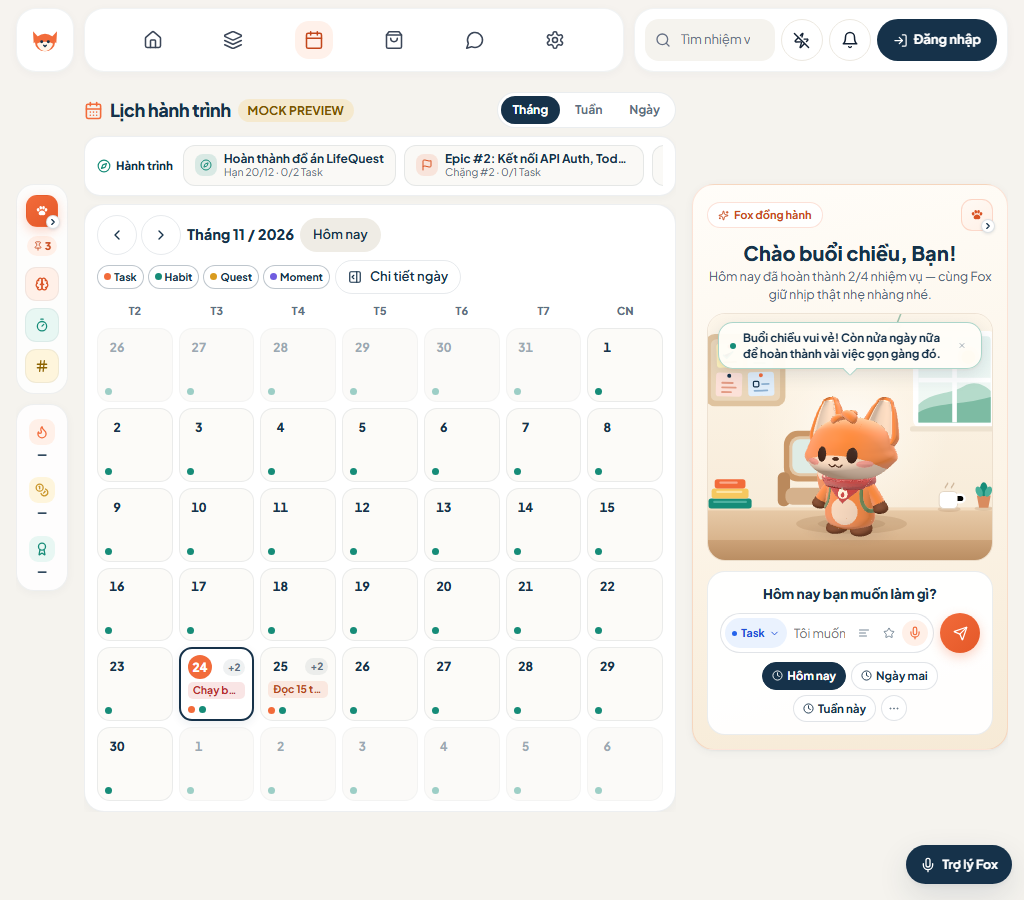 Tìm nhiệm v
Đăng nhập
Lịch hành trình
MOCK PREVIEW
Tháng
Tuần
Ngày
Hành trình
Hoàn thành đồ án LifeQuest
Hạn 20/12 · 0/2 Task
Epic #2: Kết nối API Auth, Tod...
Chặng #2 · 0/1 Task
3
Tháng 11 / 2026
Hôm nay
Task
Habit
Quest
Moment
Chi tiết ngày
T2 T3 T4 T5 T6 T7 CN
26 27 28 29 30 31 1
2 3 4 5 6 7 8
9 10 11 12 13 14 15
16 17 18 19 20 21 22
23 24 +2 25 +2 26 27 28 29
Chạy b... Đọc 15 t...
30 1 2 3 4 5 6
Fox đồng hành
Chào buổi chiều, Bạn!
Hôm nay đã hoàn thành 2/4 nhiệm vụ — cùng Fox
giữ nhịp thật nhẹ nhàng nhé.
Buổi chiều vui vẻ! Còn nửa ngày nữa
để hoàn thành vài việc gọn gàng đó.
Hôm nay bạn muốn làm gì?
Task
Tôi muốn
Hôm nay
Ngày mai
Tuần này
Trợ lý Fox